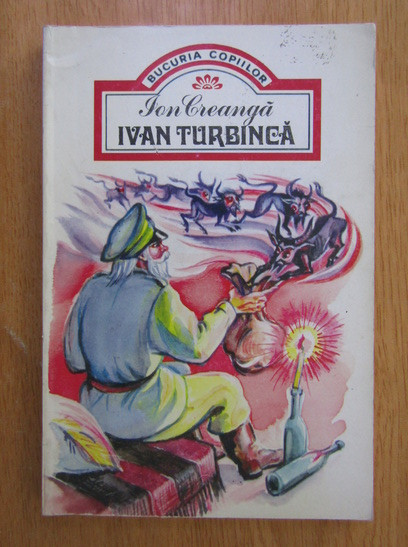 BUCURIA COPIILOR
Ion Creangă
IVAN TURBINCĂ